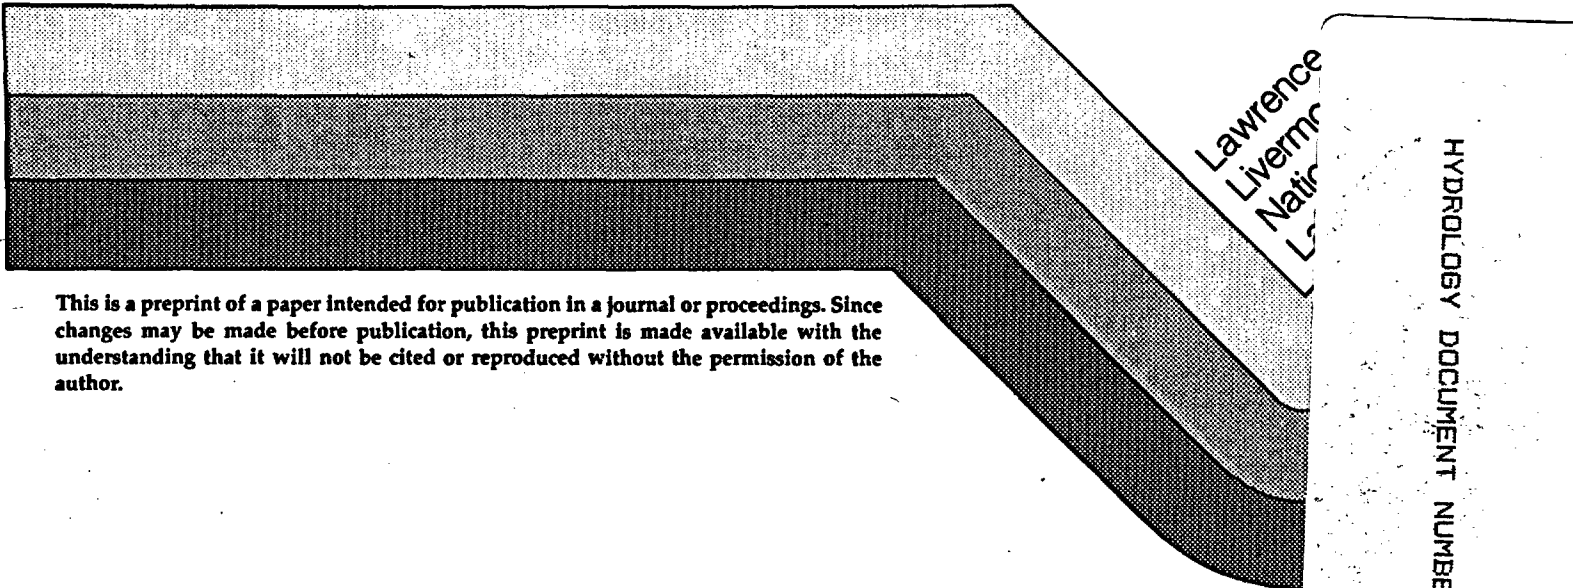 Lawrence
Livermo
Natio
La
This is a preprint of a paper intended for publication in a journal or proceedings. Since
changes may be made before publication, this preprint is made available with the
understanding that it will not be cited or reproduced without the permission of the
author.
HYDROLOGY DOCUMENT NUMBE